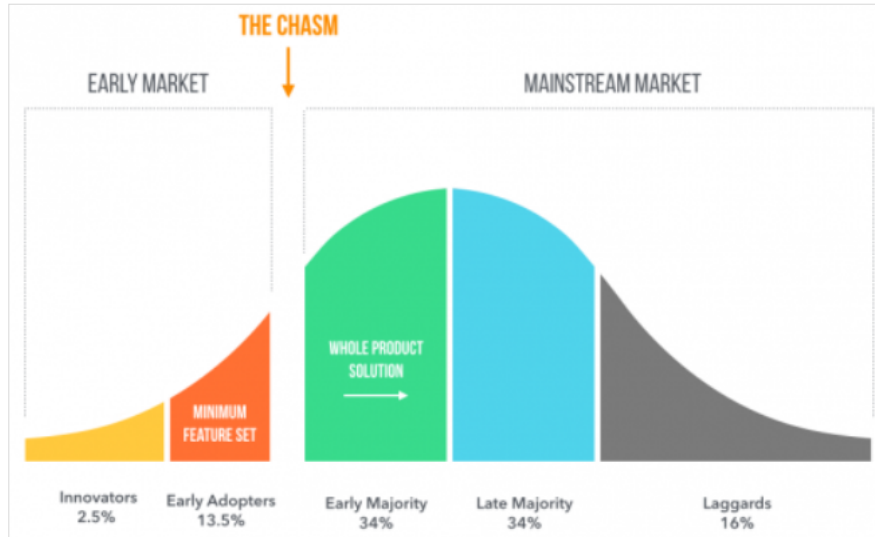 THE CHASM
EARLY MARKET
MAINSTREAM MARKET
WHOLE PRODUCT
SOLUTION
MINIMUM
FEATURE SET
Innovators
2.5%
Early Adopters
13.5%
Early Majority
34%
Late Majority
34%
Laggards
16%